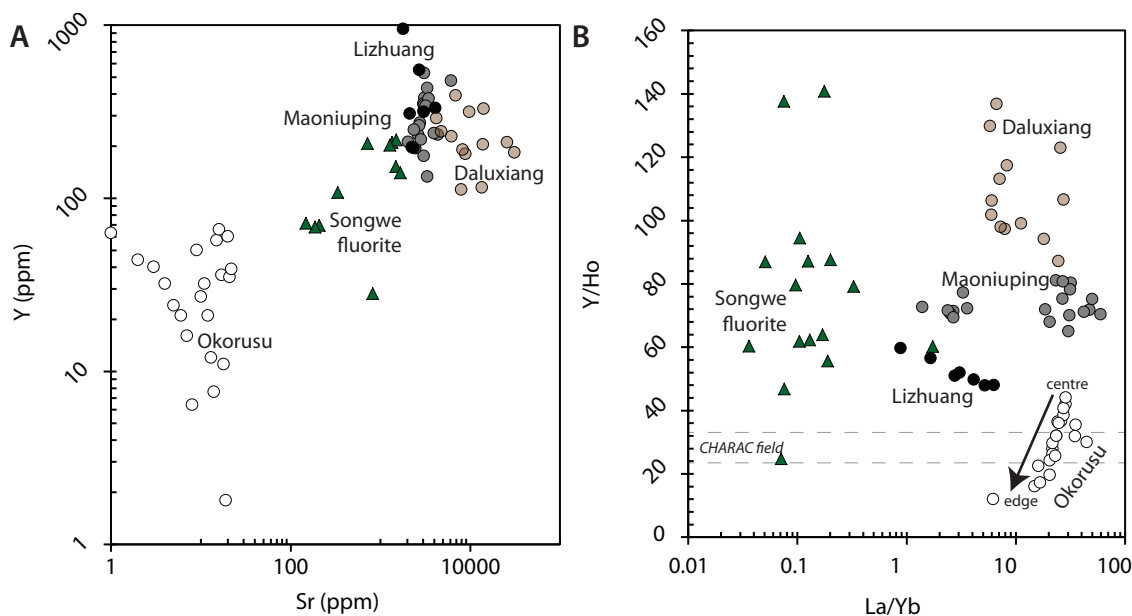 A
1000
100
10
1
Y (ppm)
Lizhuang
Maoniuping
Daluxiang
Songwe
fluorite
Okorusu
1
100
10000
Sr (ppm)
B
160
140
120
100
80
60
40
20
0
Y/Ho
Daluxiang
Maoniuping
Songwe
fluorite
Lizhuang
centre
CHARAC field
Okorusu
edge
0.01
0.1
1
10
100
La/Yb